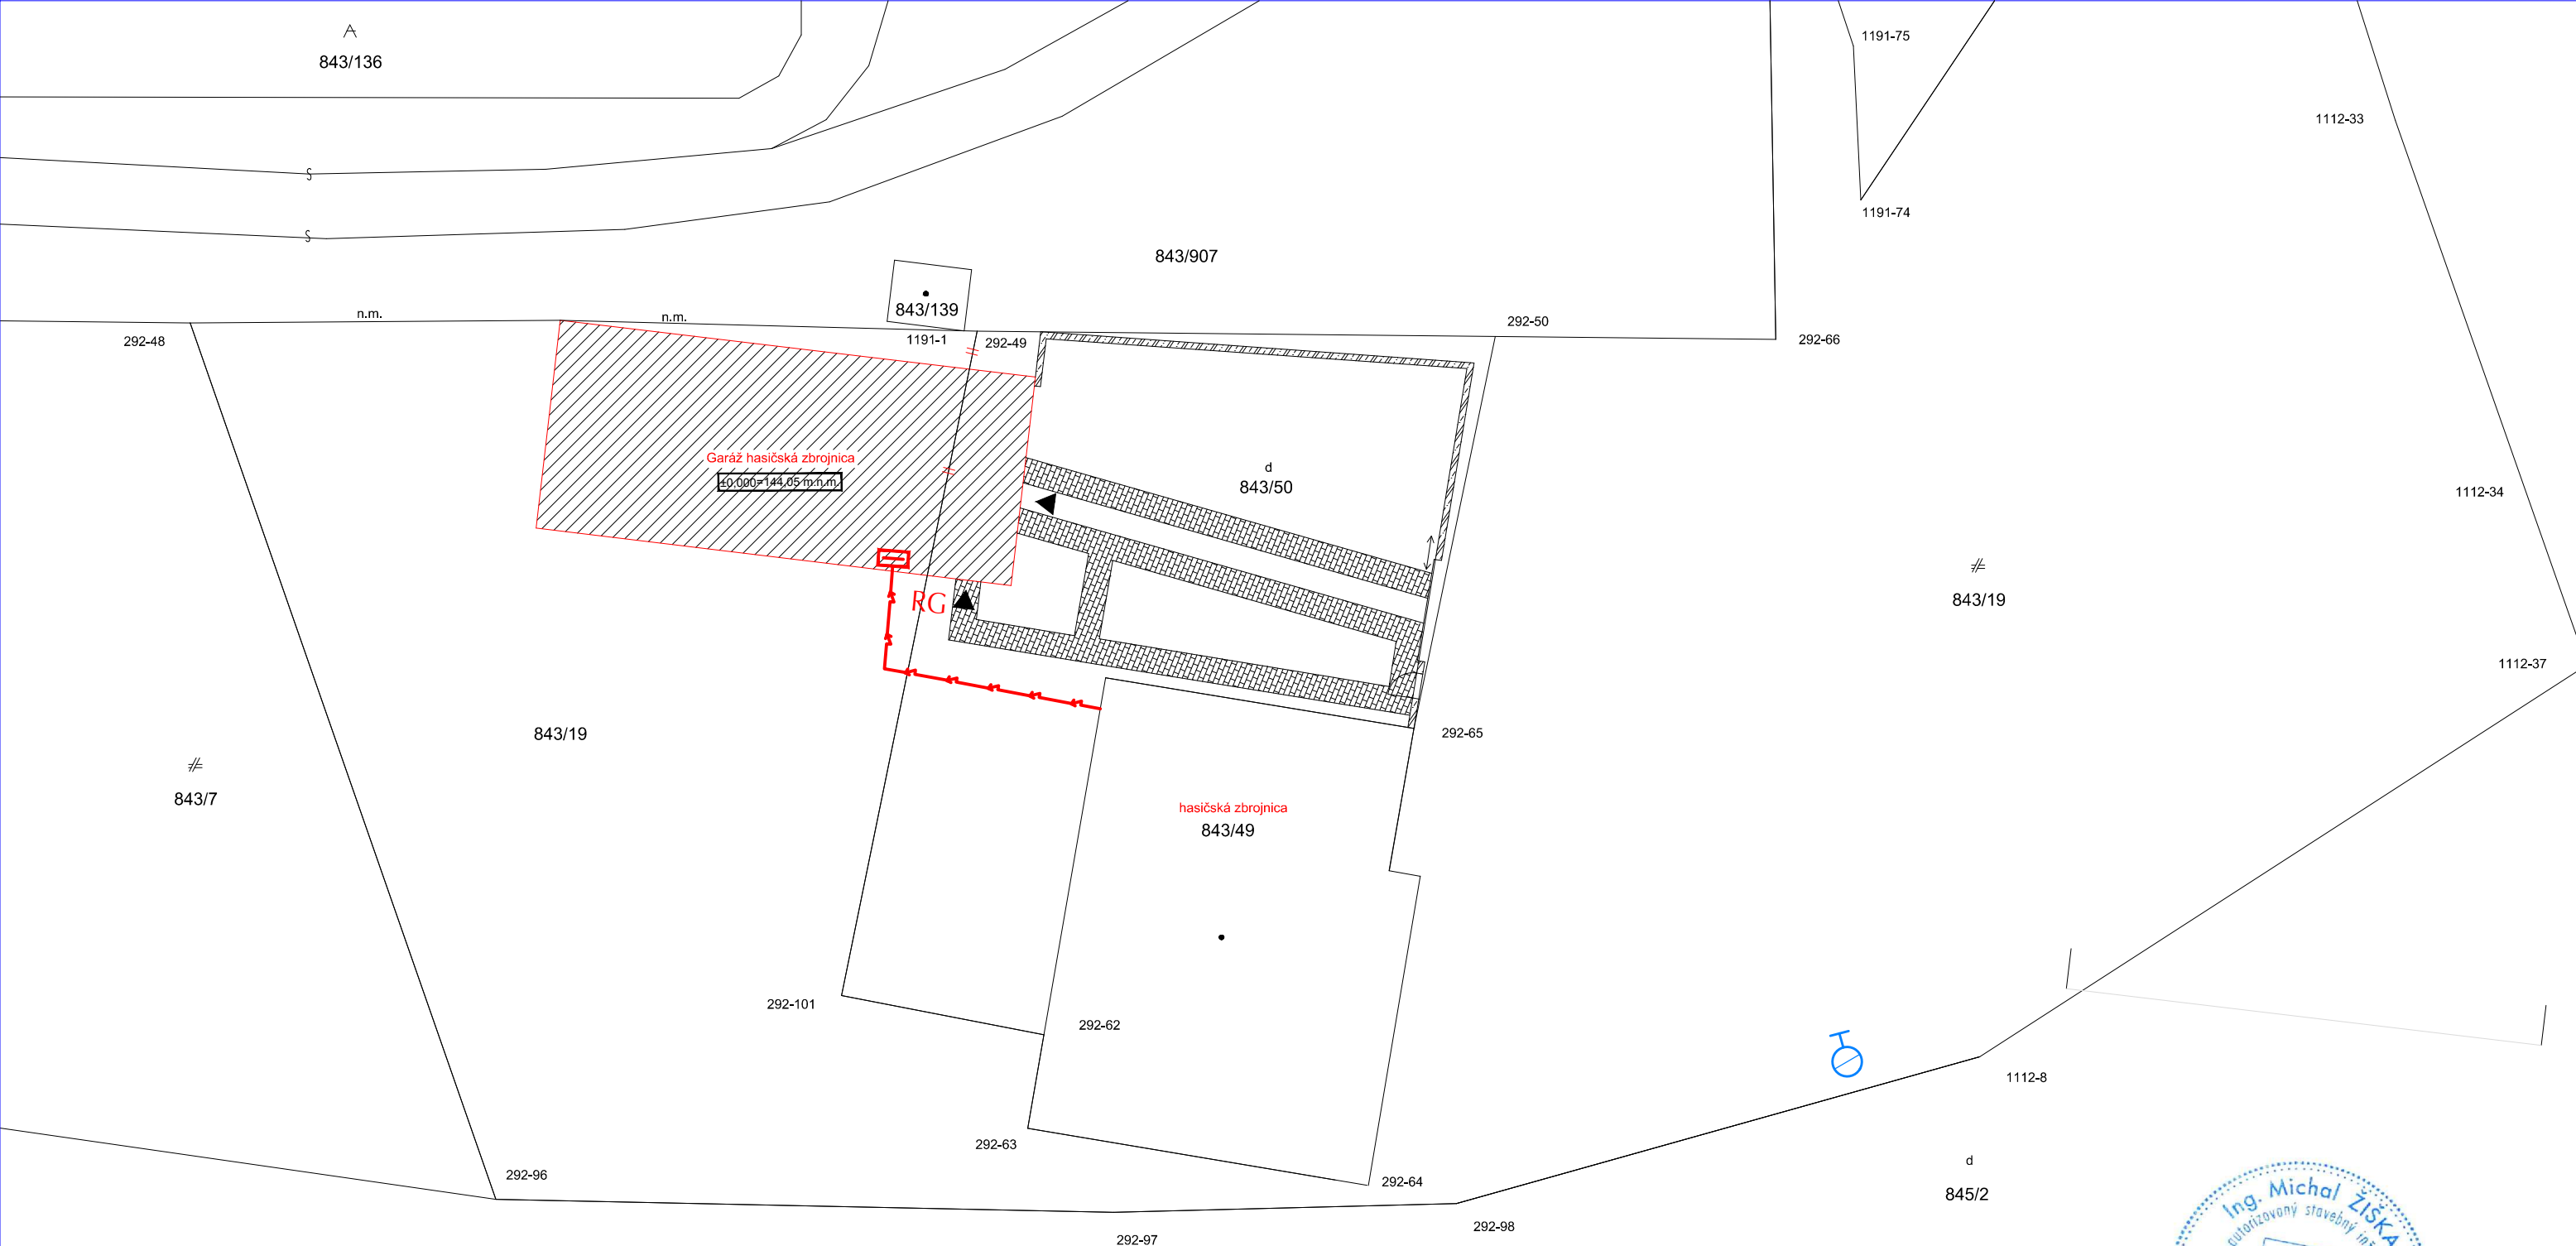 1191-75
843/136
1112-33
S
1191-74
S
843/907
843/139
n.m.
n.m.
292-50
1191-1
292-49
292-66
292-48
Garáž hasičská zbrojnica
d
±0,000=144,05 m.n.m.
843/50
1112-34
843/19
RG
1112-37
843/19
292-65
843/7
hasičská zbrojnica
843/49
292-101
292-62
1112-8
292-63
d
292-96
292-64
845/2
Ing. Michal ŽIŠKA
autorizovaný stavebný
292-98
292-97